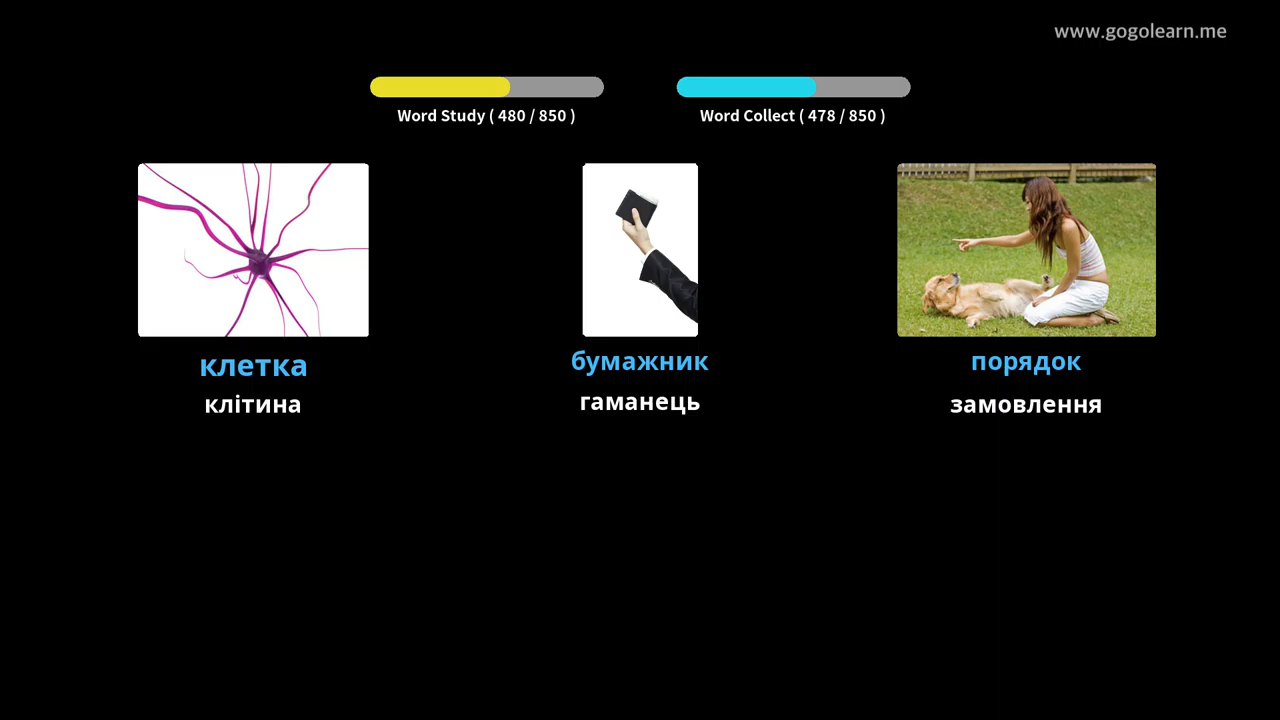 www.gogolearn.me
Word Study ( 480 / 850 )
Word Collect ( 478 / 850 )
клетка
клітина
бумажник
гаманець
порядок
замовлення